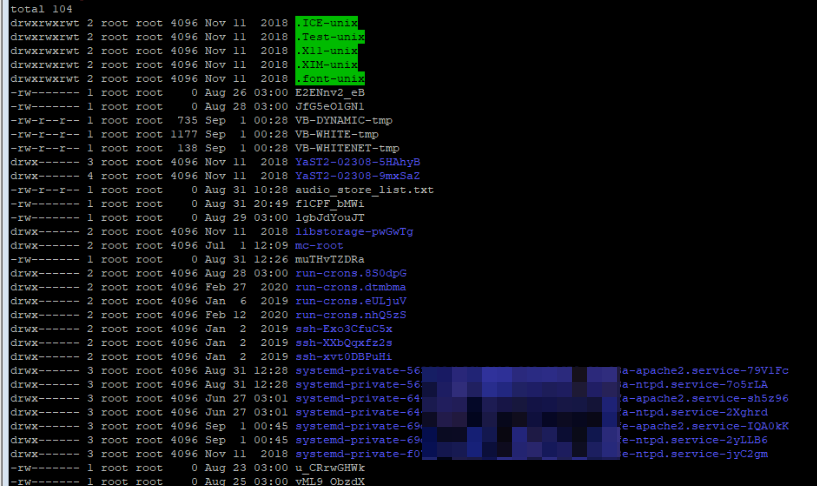 total 104
drwxrwxrwt 2 root root 4096 Nov 11  2018 .ICE-unix
drwxrwxrwt 2 root root 4096 Nov 11  2018 .Test-unix
drwxrwxrwt 2 root root 4096 Nov 11  2018 .X11-unix
drwxrwxrwt 2 root root 4096 Nov 11  2018 .XIM-unix
drwxrwxrwt 2 root root 4096 Nov 11  2018 .font-unix
-rw------- 1 root root    0 Aug 26 03:00 E2ENnv2_eB
-rw------- 1 root root    0 Aug 28 03:00 JfG5eO1GN1
-rw-r--r-- 1 root root  735 Sep  1 00:28 VB-DYNAMIC-tmp
-rw-r--r-- 1 root root 1177 Sep  1 00:28 VB-WHITE-tmp
-rw-r--r-- 1 root root  138 Sep  1 00:28 VB-WHITENET-tmp
drwx------ 3 root root 4096 Nov 11  2018 YaST2-02308-5HAhyB
drwx------ 4 root root 4096 Nov 11  2018 YaST2-02308-9mxSaZ
-rw-r--r-- 1 root root    0 Aug 31 10:28 audio_store_list.txt
-rw------- 1 root root    0 Aug 31 20:49 f1CPF_bMWi
-rw------- 1 root root    0 Aug 29 03:00 lgbJdYouJT
drwx------ 2 root root 4096 Nov 11  2018 libstorage-pwGwTg
drwx------ 2 root root 4096 Jul  1 12:09 mc-root
-rw------- 1 root root    0 Aug 31 12:26 muTHvTZDRa
drwx------ 2 root root 4096 Aug 28 03:00 run-crons.8S0dpG
drwx------ 2 root root 4096 Feb 27  2020 run-crons.dtmbma
drwx------ 2 root root 4096 Jan  6  2019 run-crons.eULjuV
drwx------ 2 root root 4096 Feb 12  2020 run-crons.nhQ5zS
drwx------ 2 root root 4096 Jan  2  2019 ssh-Exo3CfuC5x
drwx------ 2 root root 4096 Jan  2  2019 ssh-XXbQqxfz2s
drwx------ 2 root root 4096 Jan  2  2019 ssh-xvt0DBPuHi
drwx------ 3 root root 4096 Aug 31 12:28 systemd-private-56 a-apache2.service-79VlFc
drwx------ 3 root root 4096 Aug 31 12:28 systemd-private-56 a-ntpd.service-7o5rLA
drwx------ 3 root root 4096 Jun 27 03:01 systemd-private-64 a-apache2.service-sh5z96
drwx------ 3 root root 4096 Jun 27 03:01 systemd-private-64 a-ntpd.service-2Xghrd
drwx------ 3 root root 4096 Sep  1 00:45 systemd-private-69 e-apache2.service-IQA0kK
drwx------ 3 root root 4096 Sep  1 00:45 systemd-private-69 e-ntpd.service-2yLLB6
drwx------ 3 root root 4096 Nov 11  2018 systemd-private-f0 e-ntpd.service-jyC2gm
-rw------- 1 root root    0 Aug 23 03:00 u_CRrwGHWk
-rw------- 1 root root    0 Aug 25 03:00 vML9_ObzdX